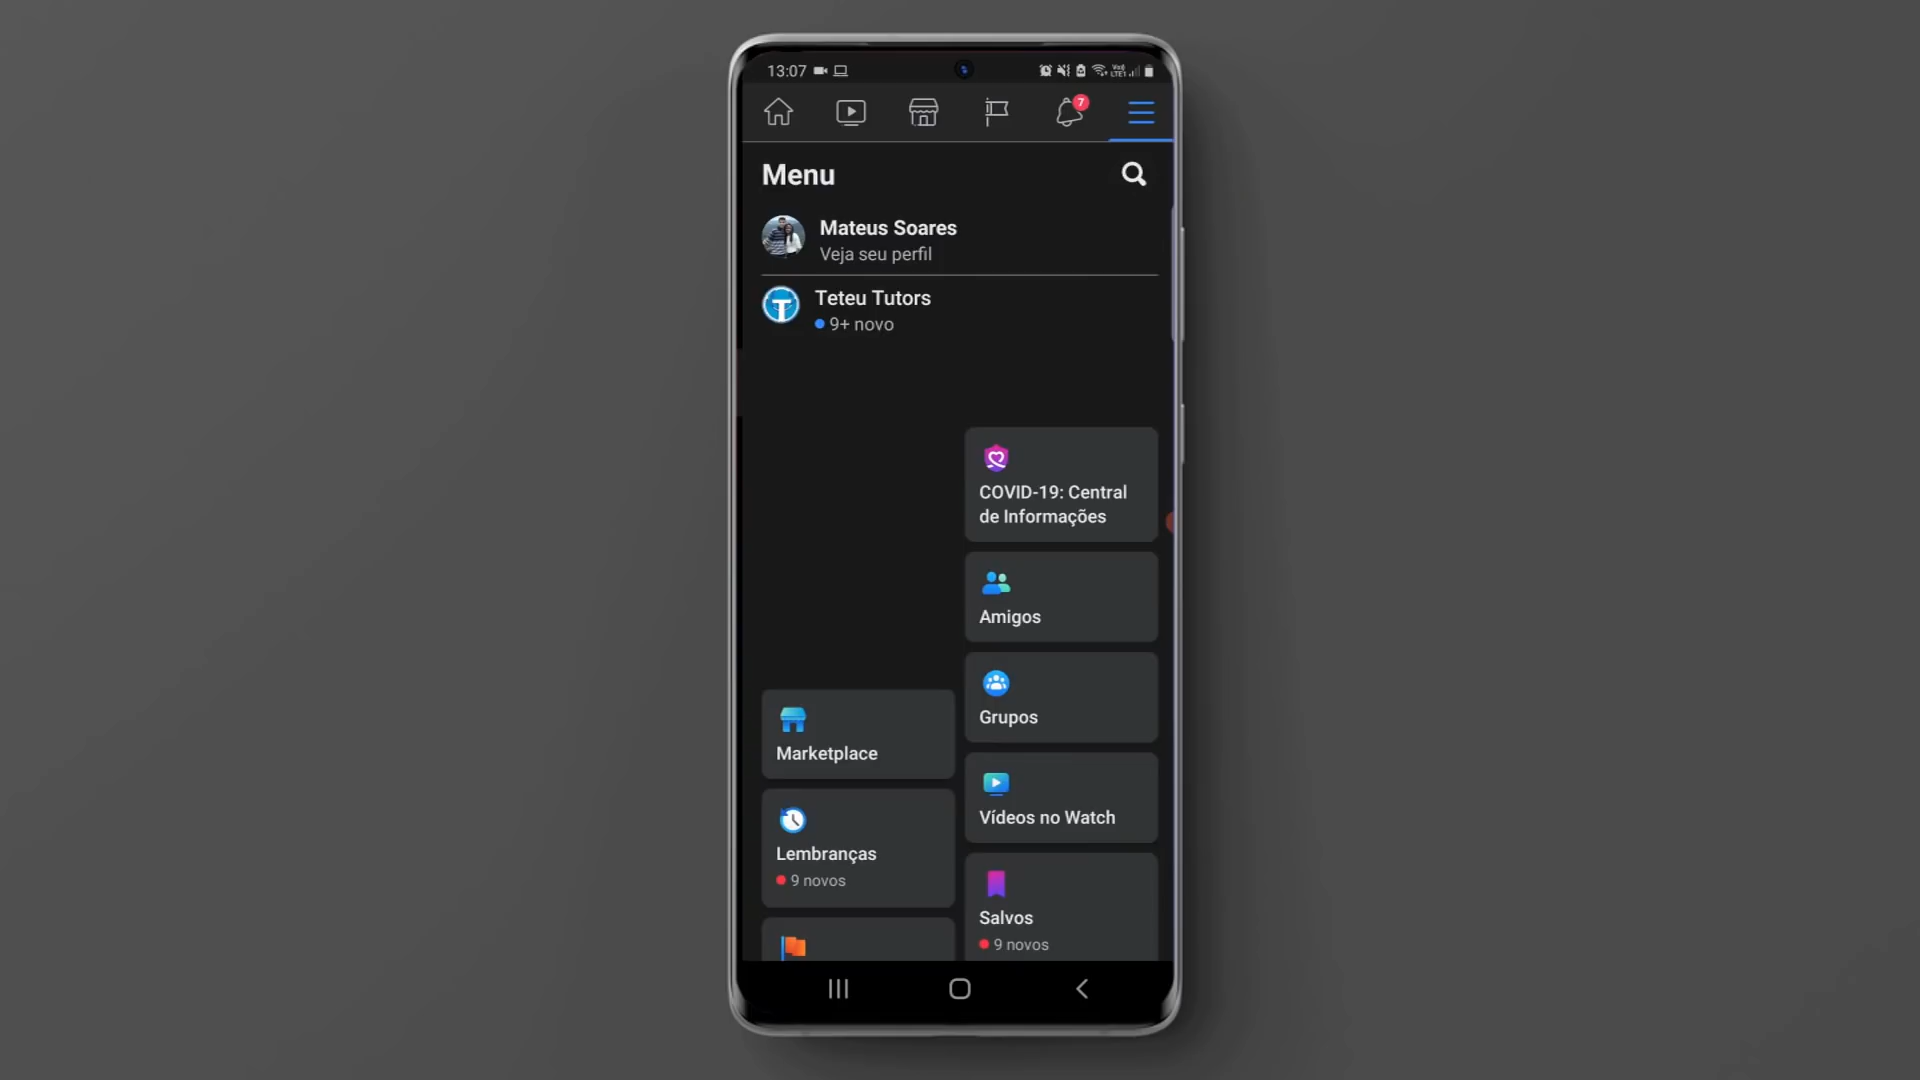 13:07
7
Menu
Mateus Soares
Veja seu perfil
T
Teteu Tutors
9+ novo
COVID-19: Central
de Informações
Amigos
Grupos
Marketplace
Vídeos no Watch
Lembranças
9 novos
Salvos
9 novos